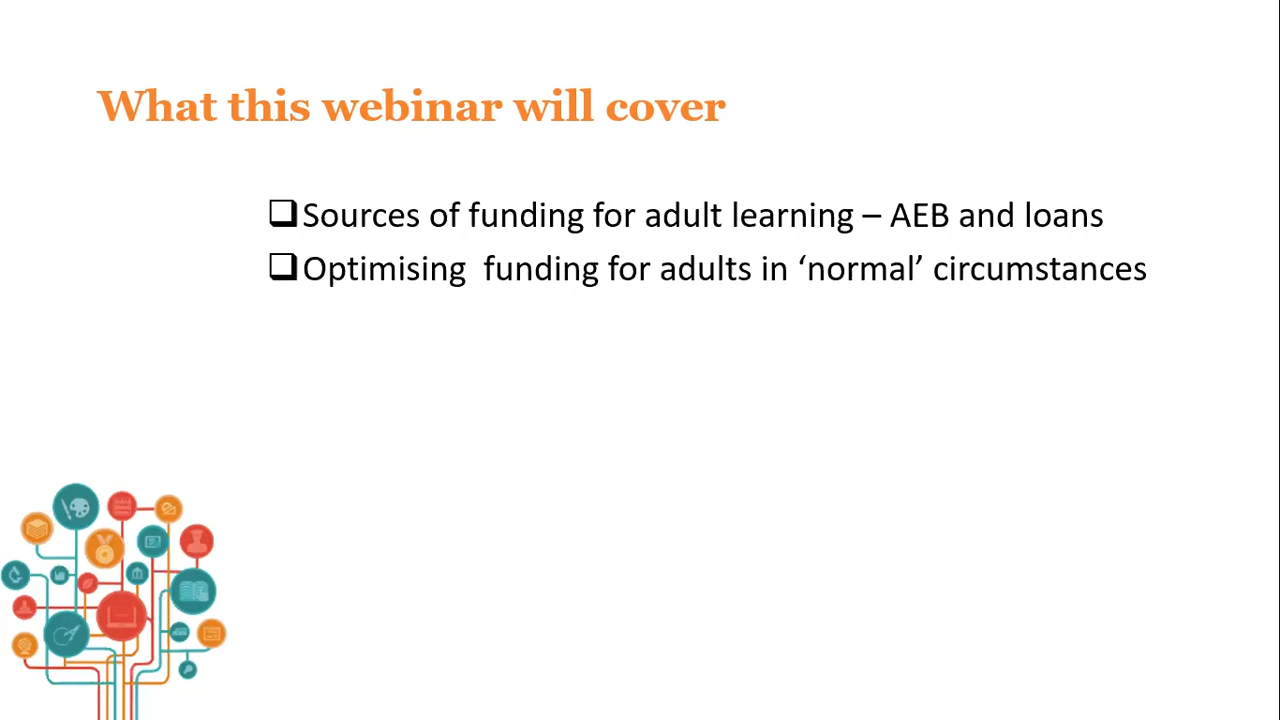 What this webinar will cover
❑Sources of funding for adult learning – AEB and loans
❑Optimising  funding for adults in ‘normal’ circumstances